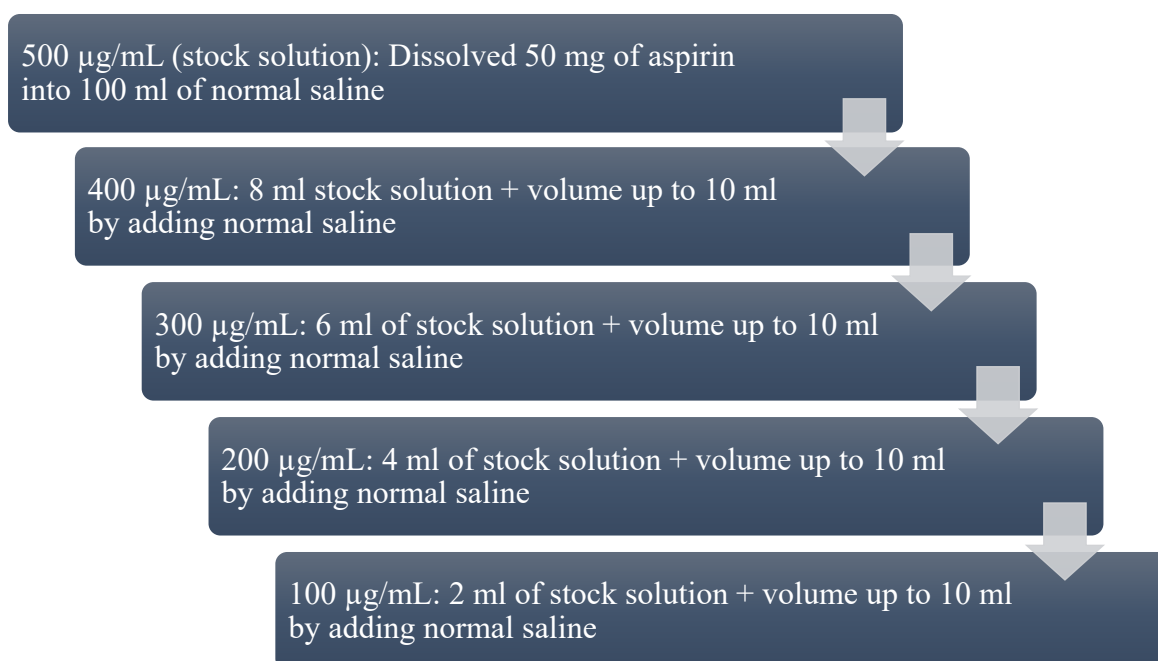 500 µg/mL (stock solution): Dissolved 50 mg of aspirin
into 100 ml of normal saline
400 µg/mL: 8 ml stock solution + volume up to 10 ml
by adding normal saline
300 µg/mL: 6 ml of stock solution + volume up to 10 ml
by adding normal saline
200 µg/mL: 4 ml of stock solution + volume up to 10 ml
by adding normal saline
100 µg/mL: 2 ml of stock solution + volume up to 10 ml
by adding normal saline